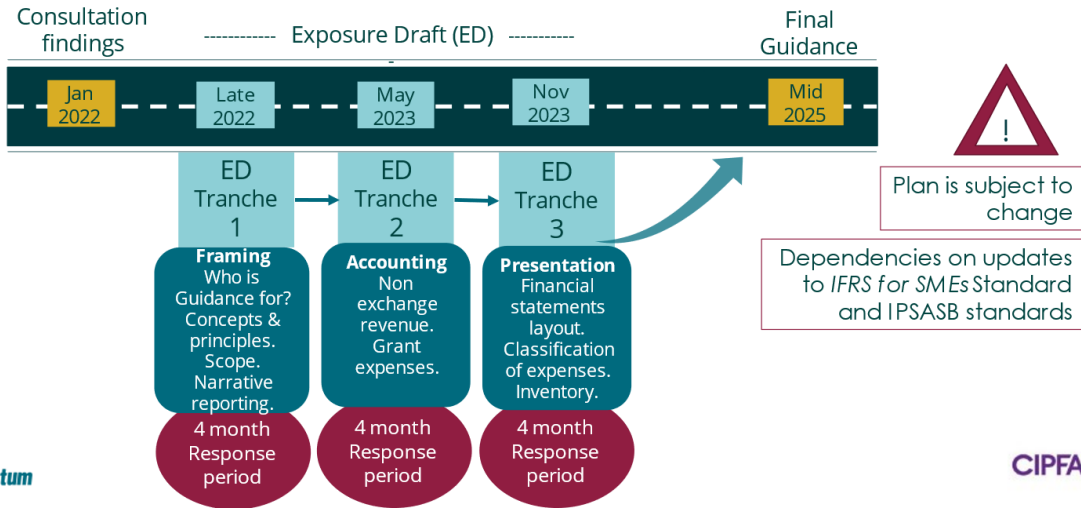 Consultation
findings
------------ Exposure Draft (ED) -----------
-
Final
Guidance
Jan
2022
Late
2022
May
2023
Nov
2023
Mid
2025
ED
Tranche
1
ED
Tranche
2
ED
Tranche
3
Framing
Who is
Guidance for?
Concepts &
principles.
Scope.
Narrative
reporting.
Accounting
Non
exchange
revenue.
Grant
expenses.
Presentation
Financial
statements
layout.
Classification
of expenses.
Inventory.
4 month
Response
period
4 month
Response
period
4 month
Response
period
!
Plan is subject to
change
Dependencies on updates
to IFRS for SMEs Standard
and IPSASB standards
tum
CIPFA